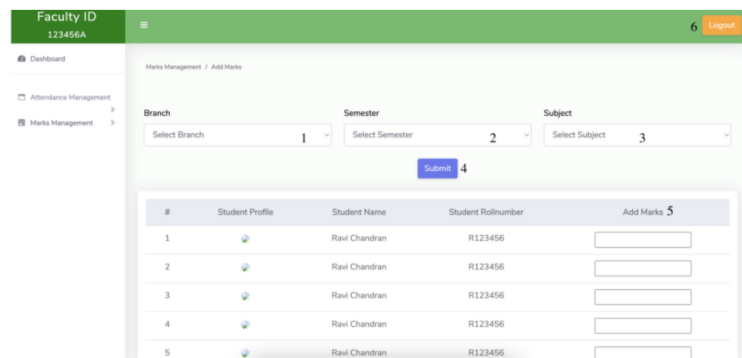 Faculty ID
123456A
6 Logout
Dashboard
Marks Management / Add Marks
Attendance Management
Marks Management
Branch Semester Subject
Select Branch 1 Select Semester 2 Select Subject 3
Submit 4
# Student Profile Student Name Student Rollnumber Add Marks 5
1 Ravi Chandran R123456
2 Ravi Chandran R123456
3 Ravi Chandran R123456
4 Ravi Chandran R123456
5 Ravi Chandran R123456